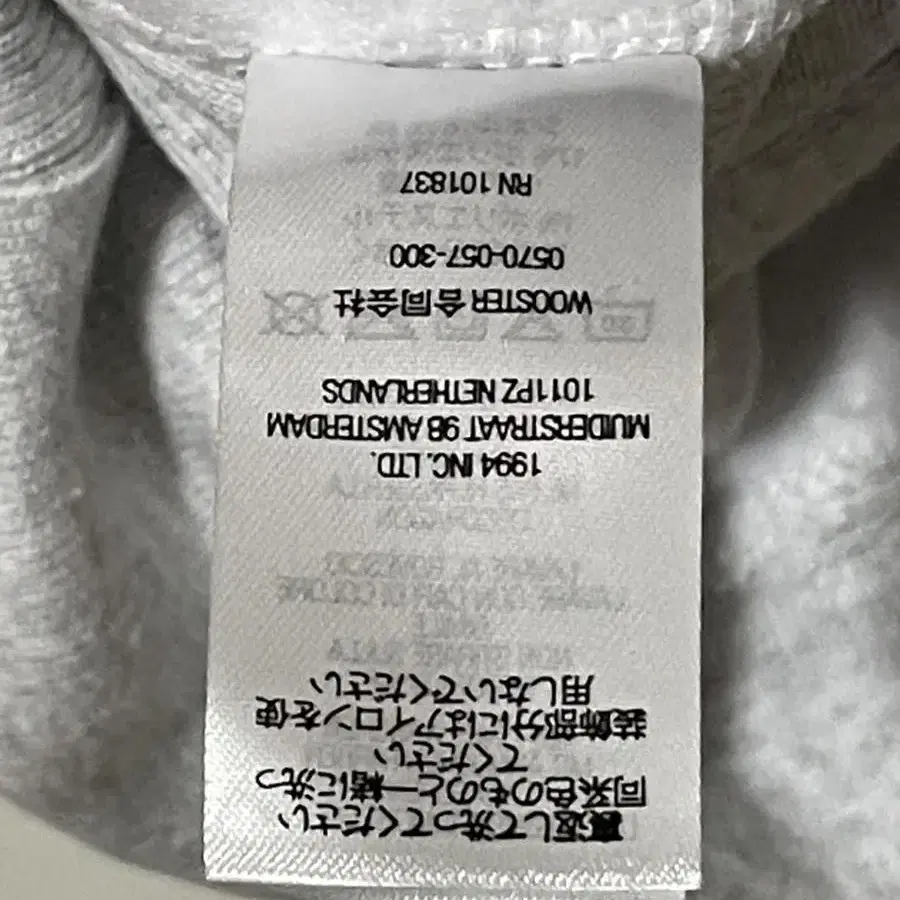 裏返して洗ってください
同系色のものと一緒に洗っ
てください
装飾部分にはアイロンを使
用しないでください
1994 INC. LTD.
MUIDERSTRAAT 9B AMSTERDAM
1011PZ NETHERLANDS
WOOSTER 合同会社
0570-057-300
RN 101837